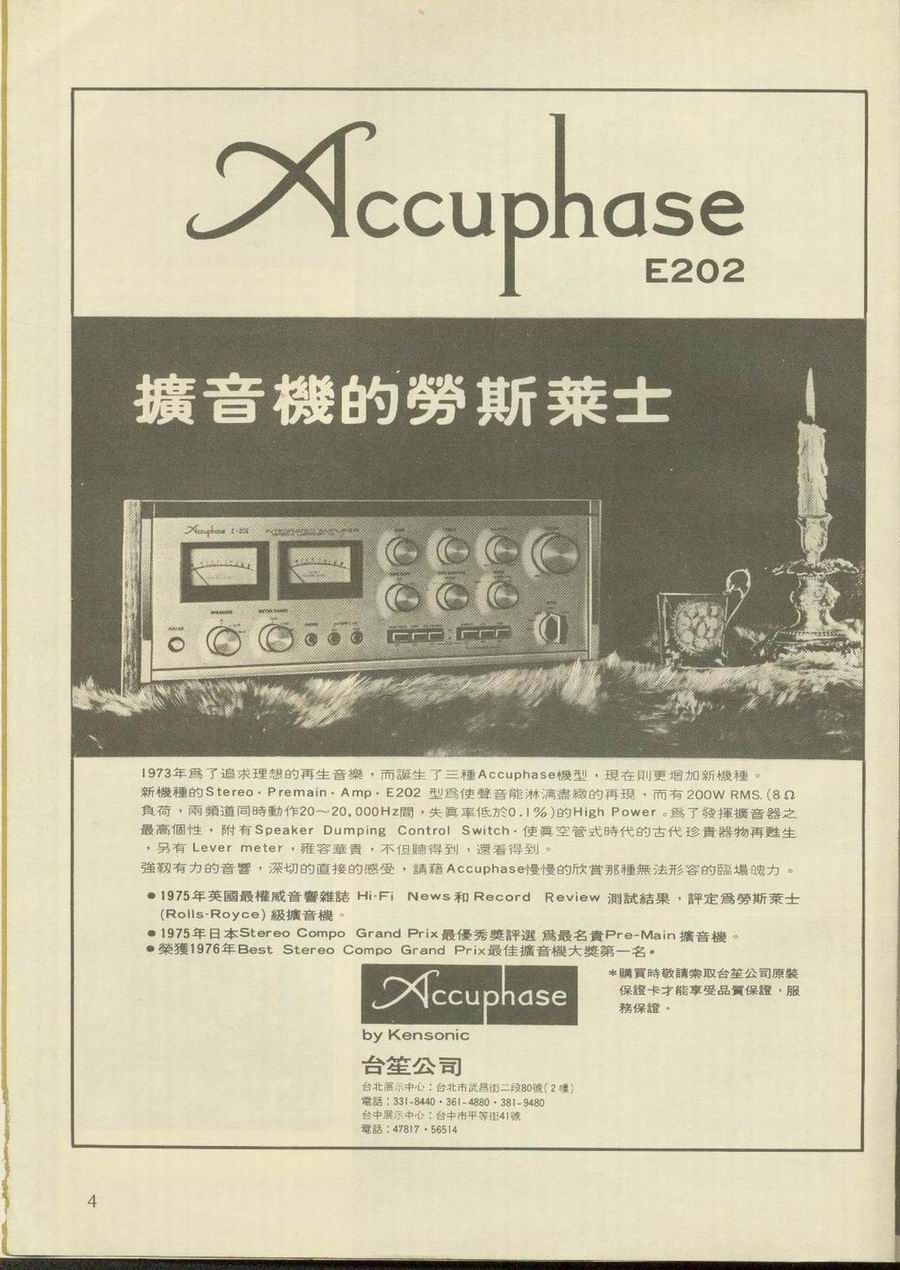 Accuphase
E202
擴音機的勞斯萊士
Accuphase E-202 INTEGRATED AMPLIFIER
SPEAKERS METER RANGE
POWER
1973年爲了追求理想的再生音樂，而誕生了三種Accuphase機型，現在則更增加新機種。
新機種的Stereo · Premain · Amp · E202 型爲使聲音能淋漓盡緻的再現，而有200W RMS.(8Ω
負荷，兩頻道同時動作20～20,000Hz間，失眞率低於0.1%)的High Power。爲了發揮擴音器之
最高個性，附有Speaker Dumping Control Switch · 使眞空管式時代的古代珍貴器物再甦生
，另有 Lever meter，雍容華貴，不但聽得到，還看得到。
強靱有力的音響，深切的直接的感受，請藉Accuphase慢慢的欣賞那種無法形容的臨場魄力。
●1975年英國最權威音響雜誌 Hi-Fi News和Record Review 測試結果，評定爲勞斯萊士
(Rolls-Royce) 級擴音機。
●1975年日本Stereo Compo Grand Prix最優秀獎評選 爲最名貴Pre-Main擴音機。
●榮獲1976年Best Stereo Compo Grand Prix最佳擴音機大獎第一名•
Accuphase
by Kensonic
＊購買時敬請索取台笙公司原裝
保證卡才能享受品質保證，服
務保證。
台笙公司
台北展示中心：台北市武昌街二段80號(2樓)
電話：331-8440・361-4880・381-9480
台中展示中心：台中市平等街41號
電話：47817・56514
4